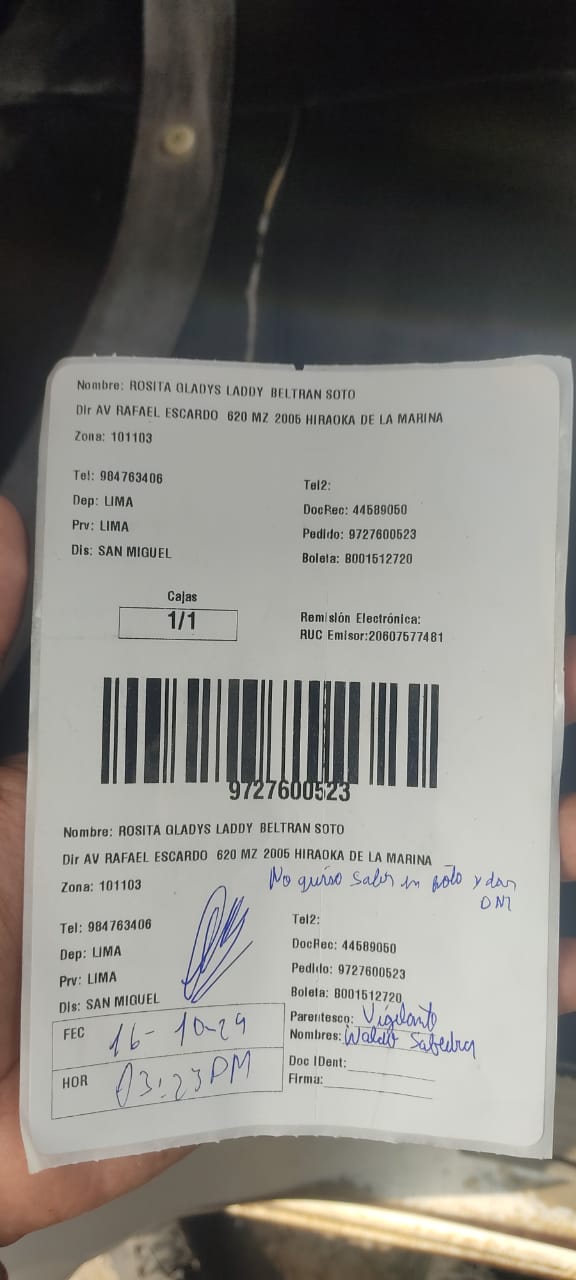 Nombre: ROSITA GLADYS LADDY BELTRAN SOTO
Dir AV RAFAEL ESCARDO 620 MZ 2005 HIRAOKA DE LA MARINA
Zona: 101103
Tel: 984763406
Tel2:
Dep: LIMA
DocRec: 44589050
Prv: LIMA
Pedido: 9727600523
Dis: SAN MIGUEL
Boleta: B001512720
Cajas
1/1
Remisión Electrónica:
RUC Emisor:20607577481
9727600523
Nombre: ROSITA GLADYS LADDY BELTRAN SOTO
Dir AV RAFAEL ESCARDO 620 MZ 2005 HIRAOKA DE LA MARINA
Zona: 101103
No quiso salir en foto y dar
DNI
Tel: 984763406
Tel2:
Dep: LIMA
DocRec: 44589050
Prv: LIMA
Pedido: 9727600523
Dis: SAN MIGUEL
Boleta: B001512720
FEC 16-10-24
Parentesco: Vigilante
Nombres: Waldo Sabedra
HOR 03:23 PM
Doc IDent:
Firma: